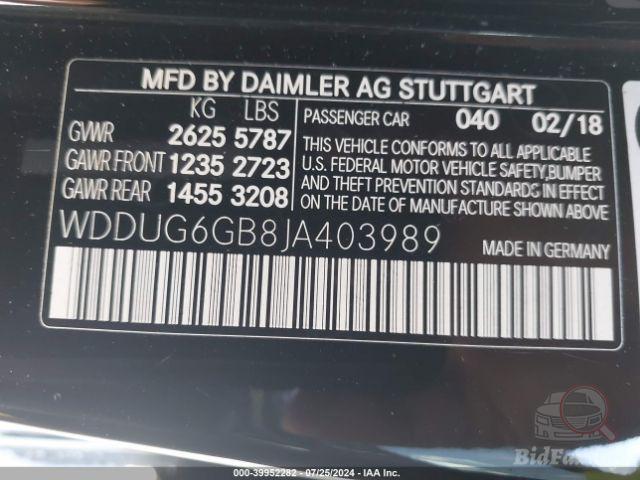 MFD BY DAIMLER AG STUTTGART
KG LBS
GVWR 2625 5787
GAWR FRONT 1235 2723
GAWR REAR 1455 3208
PASSENGER CAR 040 02/18
THIS VEHICLE CONFORMS TO ALL APPLICABLE
U.S. FEDERAL MOTOR VEHICLE SAFETY,BUMPER
AND THEFT PREVENTION STANDARDS IN EFFECT
ON THE DATE OF MANUFACTURE SHOWN ABOVE.
WDDUG6GB8JA403989 MADE IN GERMANY
000-39952282 - 07/25/2024 - IAA Inc.